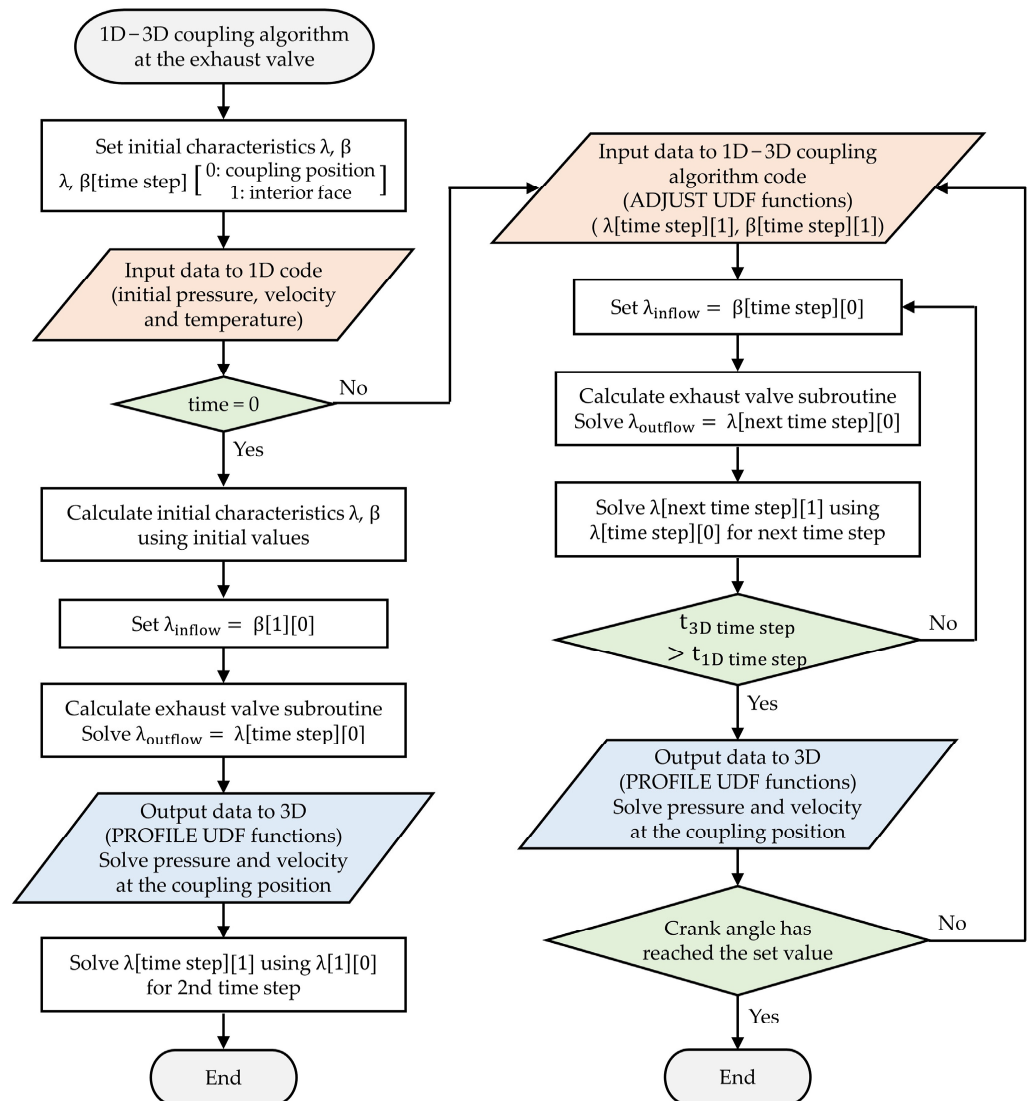 1D−3D coupling algorithm
at the exhaust valve
Set initial characteristics λ, β
λ, β[time step] [ 0: coupling position
1: interior face ]
Input data to 1D code
(initial pressure, velocity
and temperature)
time = 0
No
Yes
Calculate initial characteristics λ, β
using initial values
Set λinflow = β[1][0]
Calculate exhaust valve subroutine
Solve λoutflow = λ[time step][0]
Output data to 3D
(PROFILE UDF functions)
Solve pressure and velocity
at the coupling position
Solve λ[time step][1] using λ[1][0]
for 2nd time step
End
Input data to 1D−3D coupling
algorithm code
(ADJUST UDF functions)
( λ[time step][1], β[time step][1])
Set λinflow = β[time step][0]
Calculate exhaust valve subroutine
Solve λoutflow = λ[next time step][0]
Solve λ[next time step][1] using
λ[time step][0] for next time step
t3D time step
> t1D time step
No
Yes
Output data to 3D
(PROFILE UDF functions)
Solve pressure and velocity
at the coupling position
Crank angle has
reached the set value
No
Yes
End